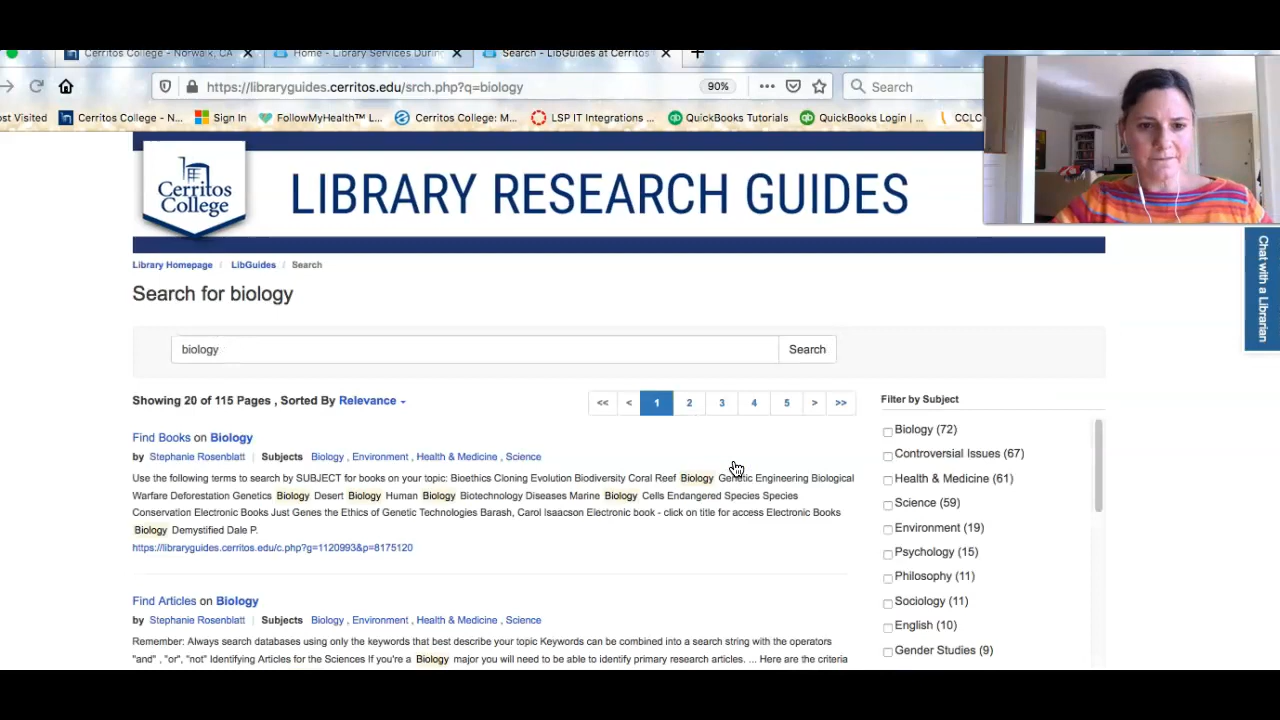 Cerritos College - Norwalk, CA
Home - Library Services Durin
Search - LibGuides at Cerritos
https://libraryguides.cerritos.edu/srch.php?q=biology
90%
Search
ost Visited
Cerritos College - N...
Sign In
FollowMyHealth™ L...
Cerritos College: M...
LSP IT Integrations ...
QuickBooks Tutorials
QuickBooks Login | ...
CCLC
Cerritos
College
LIBRARY RESEARCH GUIDES
Chat with a Librarian
Library Homepage / LibGuides / Search
Search for biology
biology
Search
Showing 20 of 115 Pages , Sorted By Relevance
<< < 1 2 3 4 5 > >>
Find Books on Biology
by Stephanie Rosenblatt | Subjects Biology , Environment , Health & Medicine , Science
Use the following terms to search by SUBJECT for books on your topic: Bioethics Cloning Evolution Biodiversity Coral Reef Biology Genetic Engineering Biological
Warfare Deforestation Genetics Biology Desert Biology Human Biology Biotechnology Diseases Marine Biology Cells Endangered Species Species
Conservation Electronic Books Just Genes the Ethics of Genetic Technologies Barash, Carol Isaacson Electronic book - click on title for access Electronic Books
Biology Demystified Dale P.
https://libraryguides.cerritos.edu/c.php?g=1120993&p=8175120
Find Articles on Biology
by Stephanie Rosenblatt | Subjects Biology , Environment , Health & Medicine , Science
Remember: Always search databases using only the keywords that best describe your topic Keywords can be combined into a search string with the operators
"and" , "or", "not" Identifying Articles for the Sciences If you're a Biology major you will need to be able to identify primary research articles. ... Here are the criteria
Filter by Subject
Biology (72)
Controversial Issues (67)
Health & Medicine (61)
Science (59)
Environment (19)
Psychology (15)
Philosophy (11)
Sociology (11)
English (10)
Gender Studies (9)